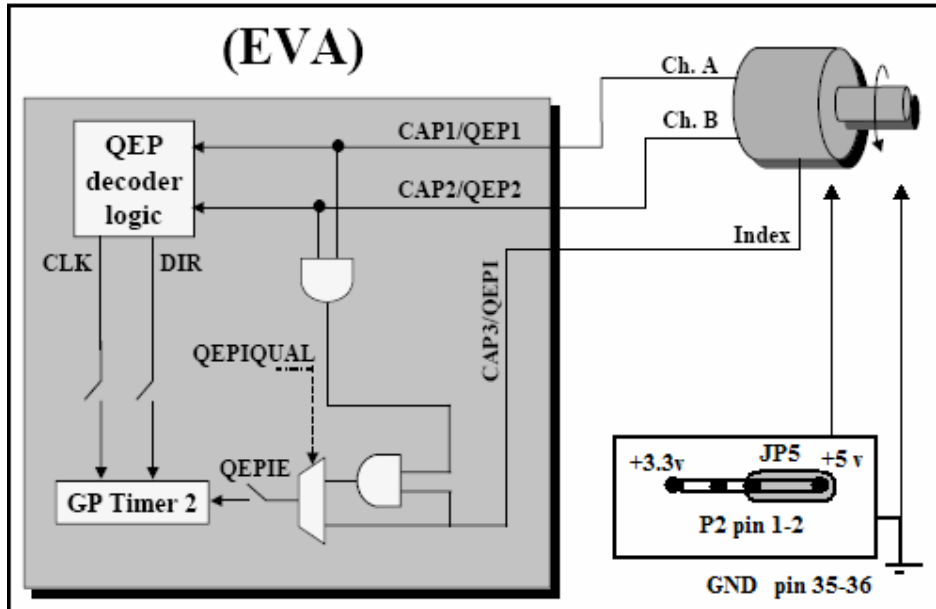 (EVA)
Ch. A
Ch. B
CAP1/QEP1
QEP
decoder
logic
CAP2/QEP2
Index
CLK
DIR
CAP3/QEPI
QEPIQUAL
QEPIE
GP Timer 2
JP5
+3.3v
+5 v
P2 pin 1-2
GND pin 35-36